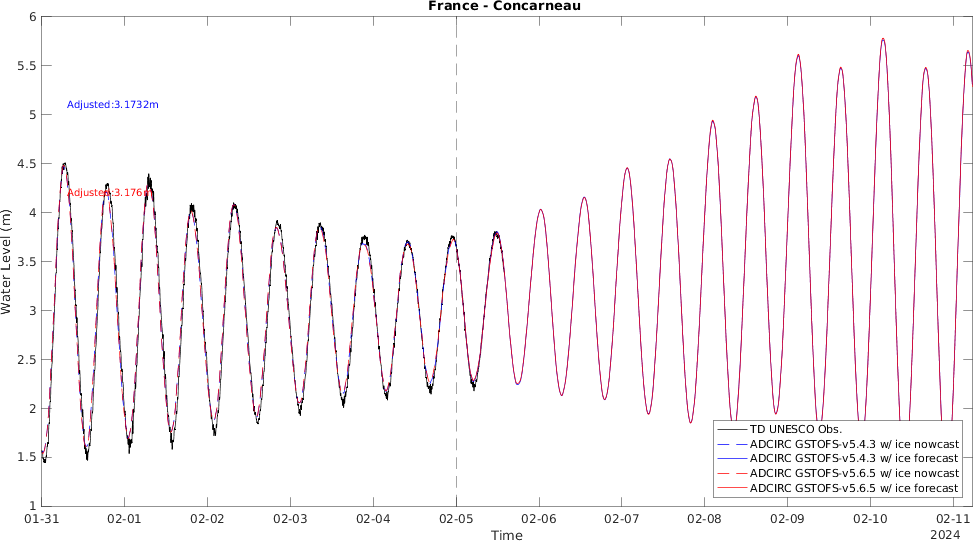 France - Concarneau
6
5.5
5
4.5
4
3.5
3
2.5
2
1.5
1
Water Level (m)
Adjusted:3.1732m
Adjusted:3.176m
TD UNESCO Obs.
ADCIRC GSTOFS-v5.4.3 w/ ice nowcast
ADCIRC GSTOFS-v5.4.3 w/ ice forecast
ADCIRC GSTOFS-v5.6.5 w/ ice nowcast
ADCIRC GSTOFS-v5.6.5 w/ ice forecast
01-31 02-01 02-02 02-03 02-04 02-05 02-06 02-07 02-08 02-09 02-10 02-11
Time
2024